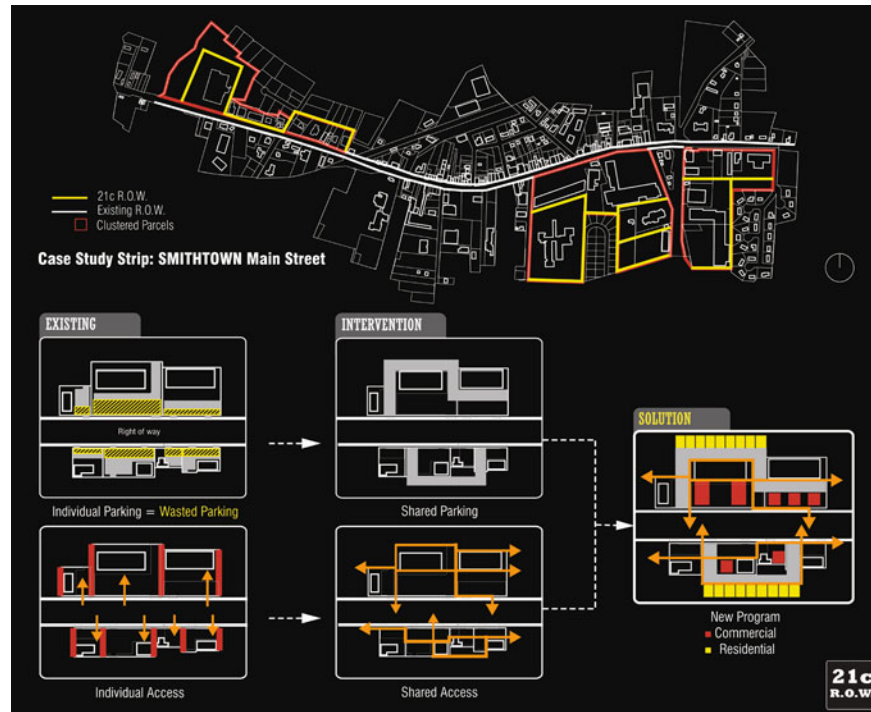 21c R.O.W.
Existing R.O.W.
Clustered Parcels
Case Study Strip: SMITHTOWN Main Street
EXISTING
INTERVENTION
Right of way
SOLUTION
Individual Parking = Wasted Parking
Shared Parking
New Program
Commercial
Residential
Individual Access
Shared Access
21c
R.O.W